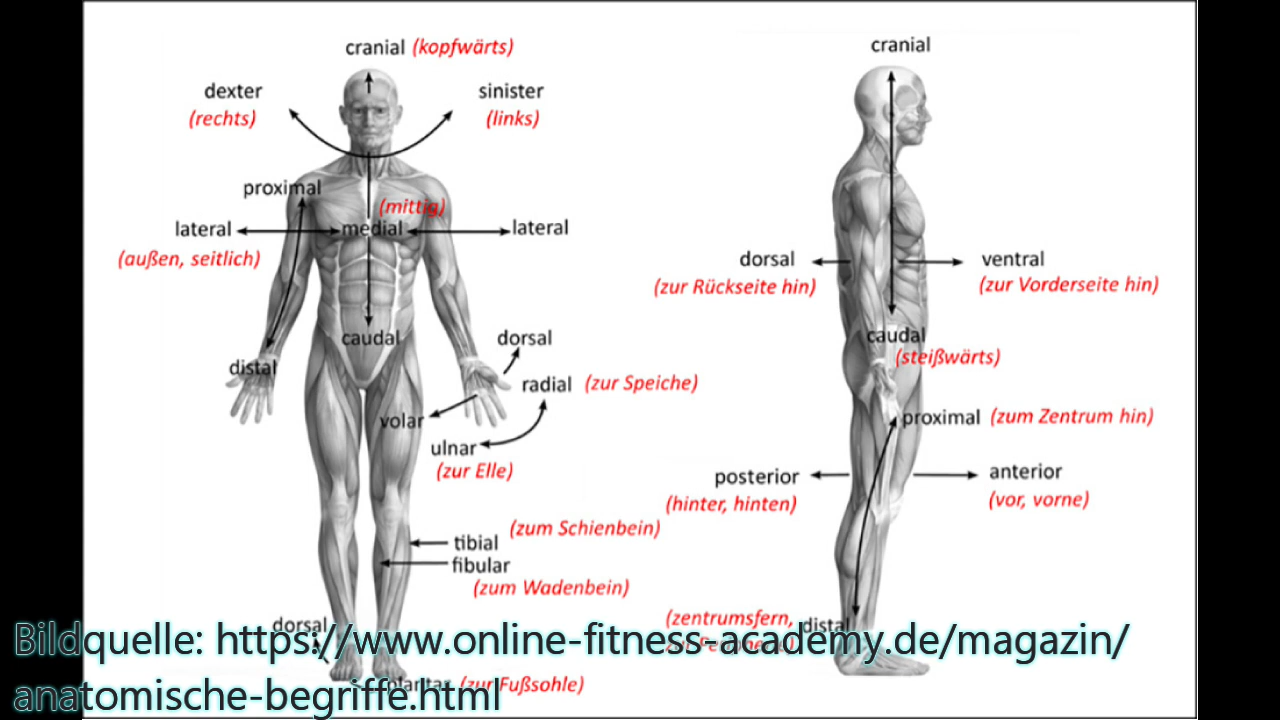 cranial (kopfwärts)
dexter
(rechts)
sinister
(links)
proximal
(mittig)
lateral
medial
lateral
(außen, seitlich)
caudal
dorsal
distal
radial (zur Speiche)
volar
ulnar
(zur Elle)
(zum Schienbein)
tibial
fibular
(zum Wadenbein)
dorsal
plantar (zur Fußsohle)
cranial
dorsal
(zur Rückseite hin)
ventral
(zur Vorderseite hin)
caudal
(steißwärts)
proximal (zum Zentrum hin)
posterior
(hinter, hinten)
anterior
(vor, vorne)
(zentrumsfern,
distal
Bildquelle: https://www.online-fitness-academy.de/magazin/
anatomische-begriffe.html